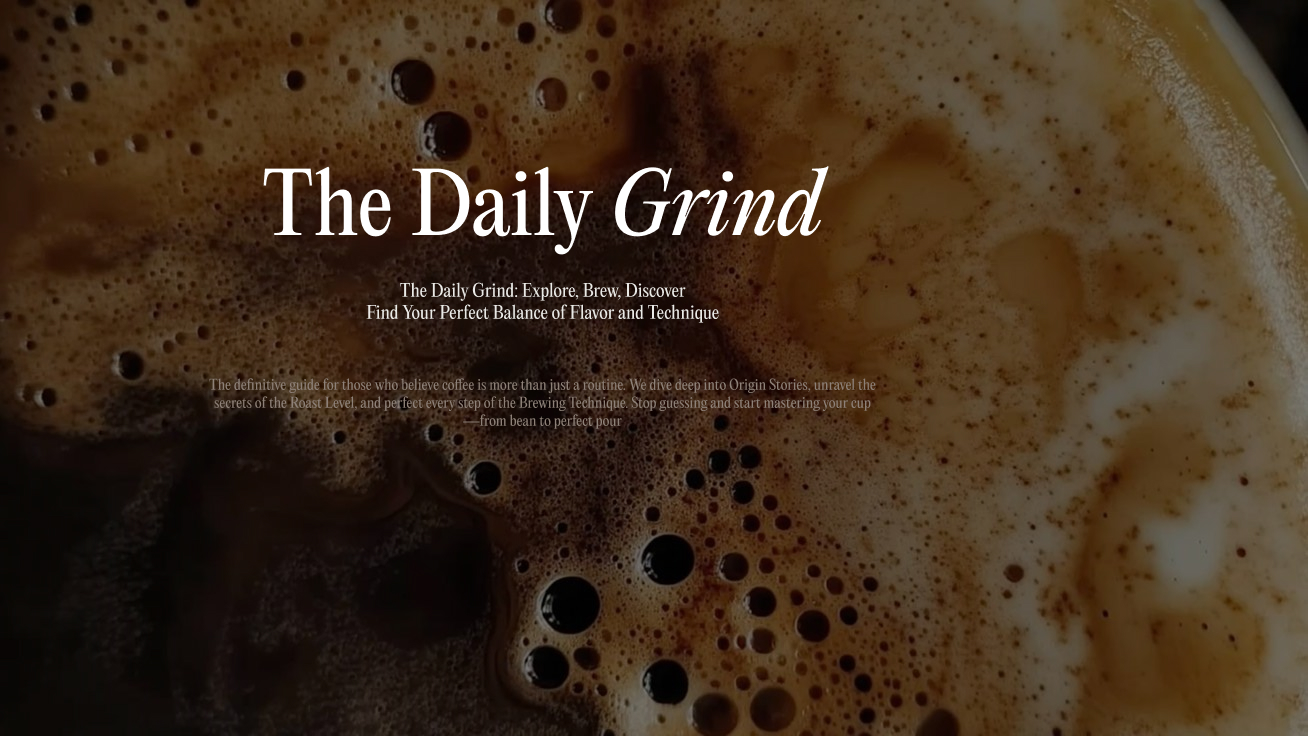 The Daily Grind
The Daily Grind: Explore, Brew, Discover
Find Your Perfect Balance of Flavor and Technique
The definitive guide for those who believe coffee is more than just a routine. We dive deep into Origin Stories, unravel the
secrets of the Roast Level, and perfect every step of the Brewing Technique. Stop guessing and start mastering your cup
—from bean to perfect pour